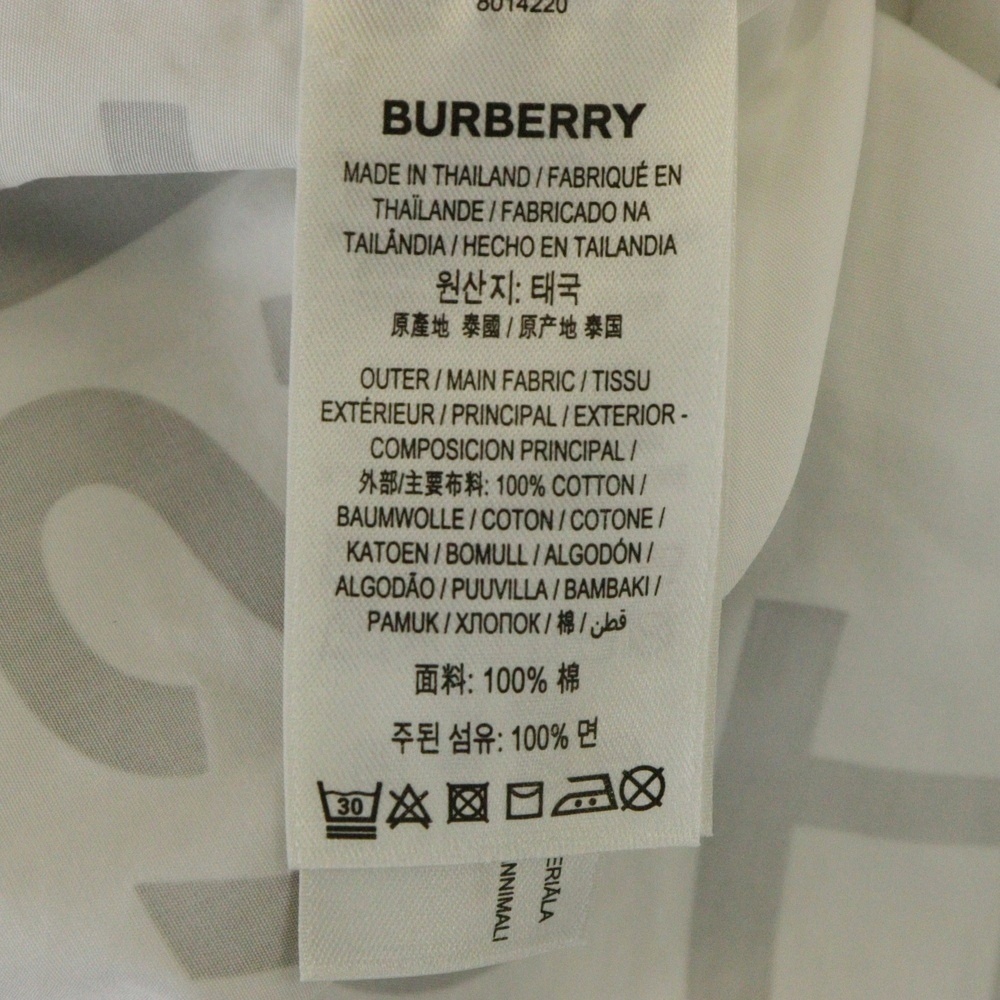 8014220
BURBERRY
MADE IN THAILAND / FABRIQUÉ EN
THAÏLANDE / FABRICADO NA
TAILÂNDIA / HECHO EN TAILANDIA
원산지: 태국
原產地 泰國 / 原产地 泰国
OUTER / MAIN FABRIC / TISSU
EXTÉRIEUR / PRINCIPAL / EXTERIOR -
COMPOSICION PRINCIPAL /
外部/主要布料: 100% COTTON /
BAUMWOLLE / COTON / COTONE /
KATOEN / BOMULL / ALGODÓN /
ALGODÃO / PUUVILLA / BAMBAKI /
PAMUK / ХЛОПОК / 棉 / قطن
面料: 100% 棉
주된 섬유: 100% 면
30
NNIMALI
ERIĀLA